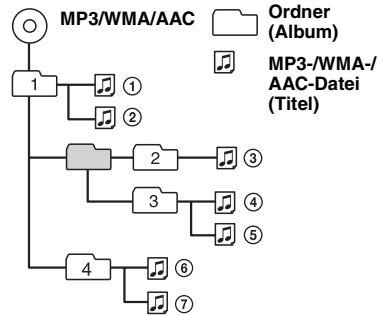 MP3/WMA/AAC
Ordner
(Album)
MP3-/WMA-/
AAC-Datei
(Titel)
1
①
②
2
③
3
④
⑤
4
⑥
⑦